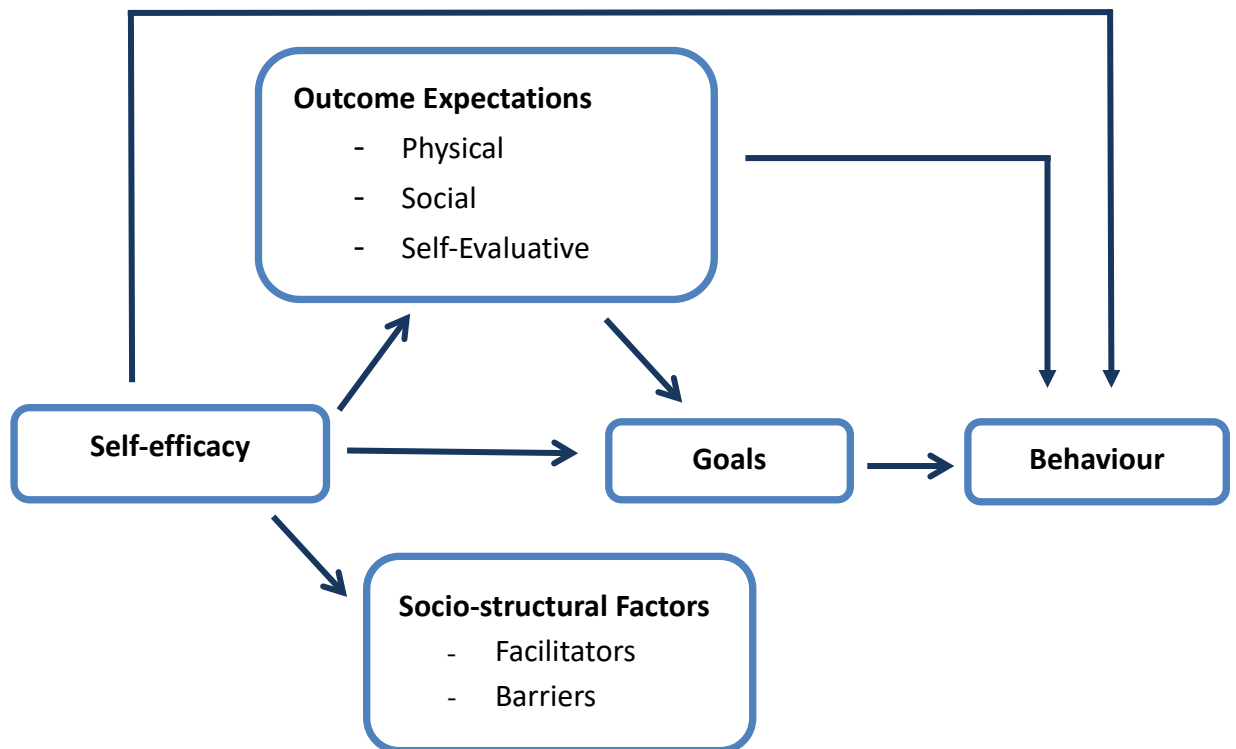 Outcome Expectations
- Physical
- Social
- Self-Evaluative
Self-efficacy
Goals
Behaviour
Socio-structural Factors
- Facilitators
- Barriers